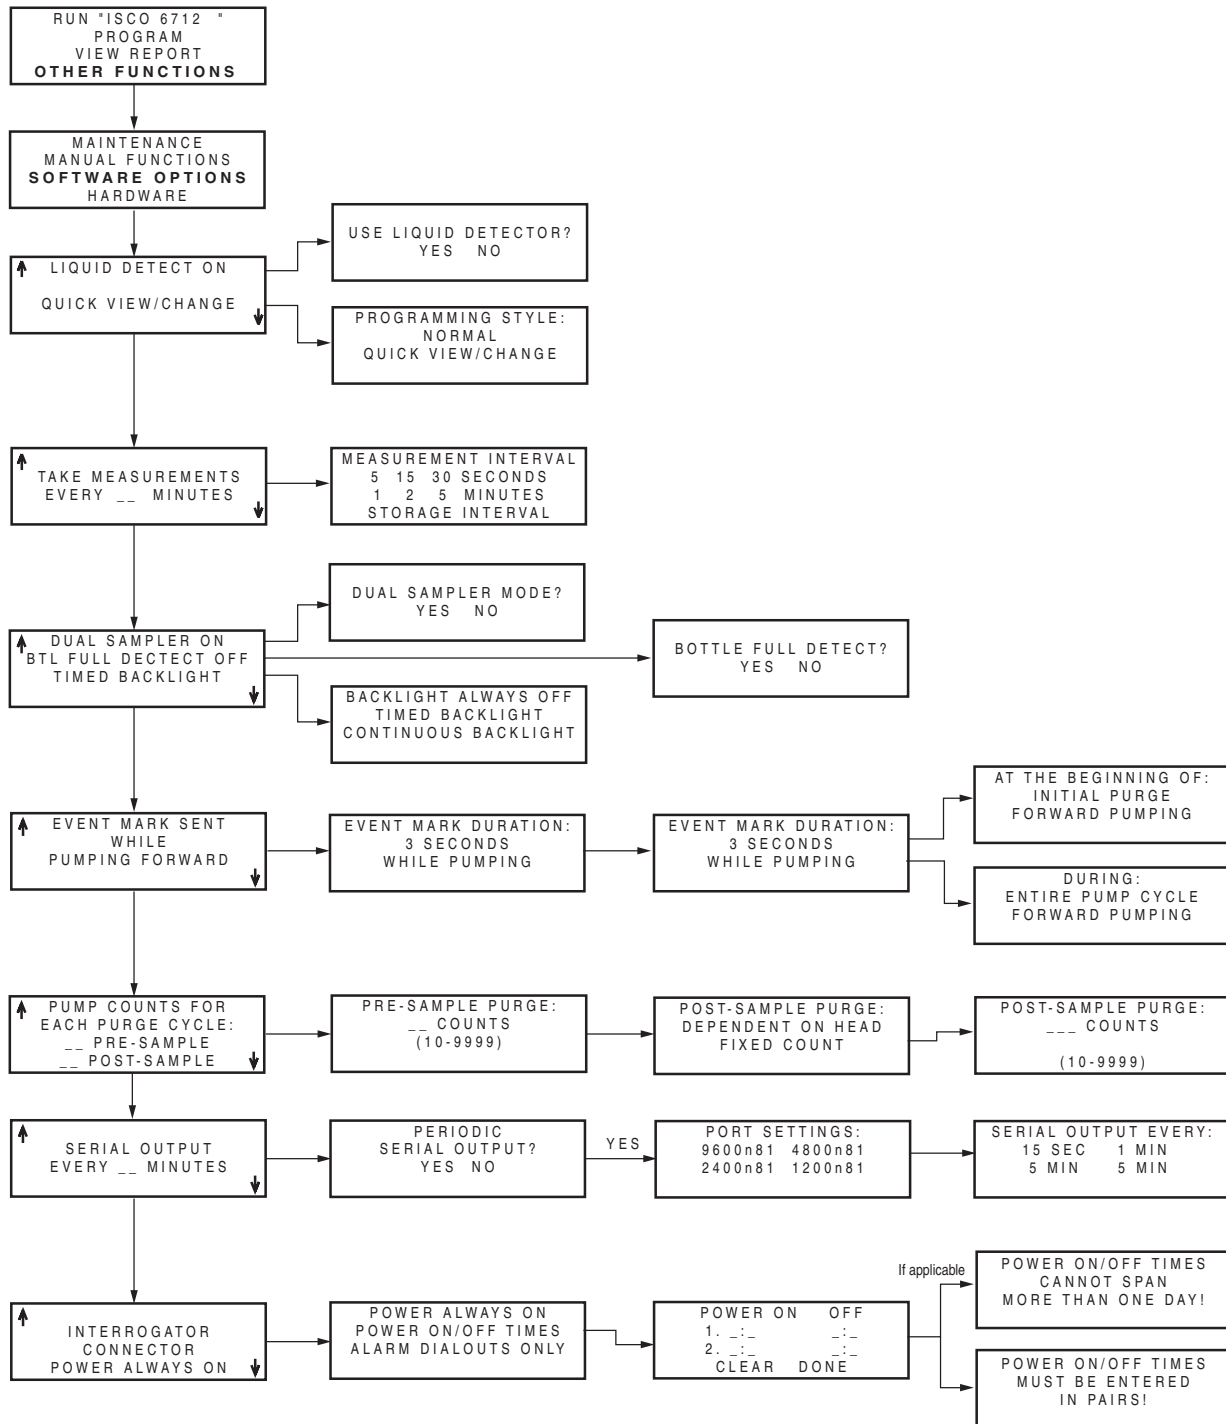 RUN "ISCO 6712 "
PROGRAM
VIEW REPORT
OTHER FUNCTIONS
MAINTENANCE
MANUAL FUNCTIONS
SOFTWARE OPTIONS
HARDWARE
LIQUID DETECT ON
QUICK VIEW/CHANGE
USE LIQUID DETECTOR?
YES NO
PROGRAMMING STYLE:
NORMAL
QUICK VIEW/CHANGE
TAKE MEASUREMENTS
EVERY __ MINUTES
MEASUREMENT INTERVAL
5 15 30 SECONDS
1 2 5 MINUTES
STORAGE INTERVAL
DUAL SAMPLER ON
BTL FULL DECTECT OFF
TIMED BACKLIGHT
DUAL SAMPLER MODE?
YES NO
BOTTLE FULL DETECT?
YES NO
BACKLIGHT ALWAYS OFF
TIMED BACKLIGHT
CONTINUOUS BACKLIGHT
EVENT MARK SENT
WHILE
PUMPING FORWARD
EVENT MARK DURATION:
3 SECONDS
WHILE PUMPING
EVENT MARK DURATION:
3 SECONDS
WHILE PUMPING
AT THE BEGINNING OF:
INITIAL PURGE
FORWARD PUMPING
DURING:
ENTIRE PUMP CYCLE
FORWARD PUMPING
PUMP COUNTS FOR
EACH PURGE CYCLE:
__ PRE-SAMPLE
__ POST-SAMPLE
PRE-SAMPLE PURGE:
__ COUNTS
(10-9999)
POST-SAMPLE PURGE:
DEPENDENT ON HEAD
FIXED COUNT
POST-SAMPLE PURGE:
___ COUNTS
(10-9999)
SERIAL OUTPUT
EVERY __ MINUTES
PERIODIC
SERIAL OUTPUT?
YES NO
YES
PORT SETTINGS:
9600n81 4800n81
2400n81 1200n81
SERIAL OUTPUT EVERY:
15 SEC 1 MIN
5 MIN 5 MIN
INTERROGATOR
CONNECTOR
POWER ALWAYS ON
POWER ALWAYS ON
POWER ON/OFF TIMES
ALARM DIALOUTS ONLY
POWER ON OFF
1. _:_ _:_
2. _:_ _:_
CLEAR DONE
If applicable
POWER ON/OFF TIMES
CANNOT SPAN
MORE THAN ONE DAY!
POWER ON/OFF TIMES
MUST BE ENTERED
IN PAIRS!